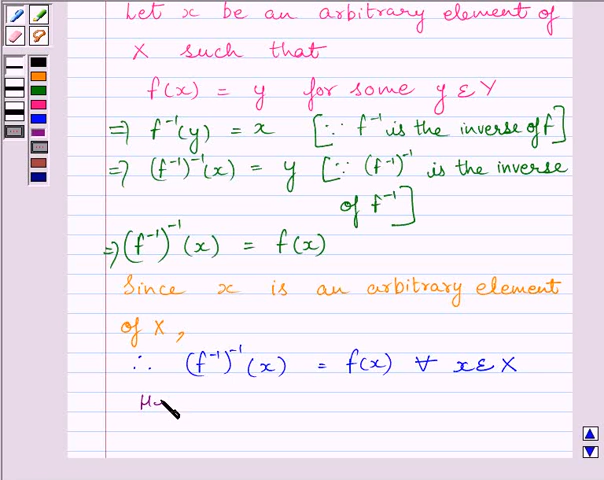 Let x be an arbitrary element of
X such that
f(x) = y for some y ε Y
⇒ f⁻¹(y) = x [∵ f⁻¹ is the inverse of f]
⇒ (f⁻¹)⁻¹(x) = y [∵ (f⁻¹)⁻¹ is the inverse
of f⁻¹]
⇒ (f⁻¹)⁻¹(x) = f(x)
Since x is an arbitrary element
of X,
∴ (f⁻¹)⁻¹(x) = f(x) ∀ x ε X